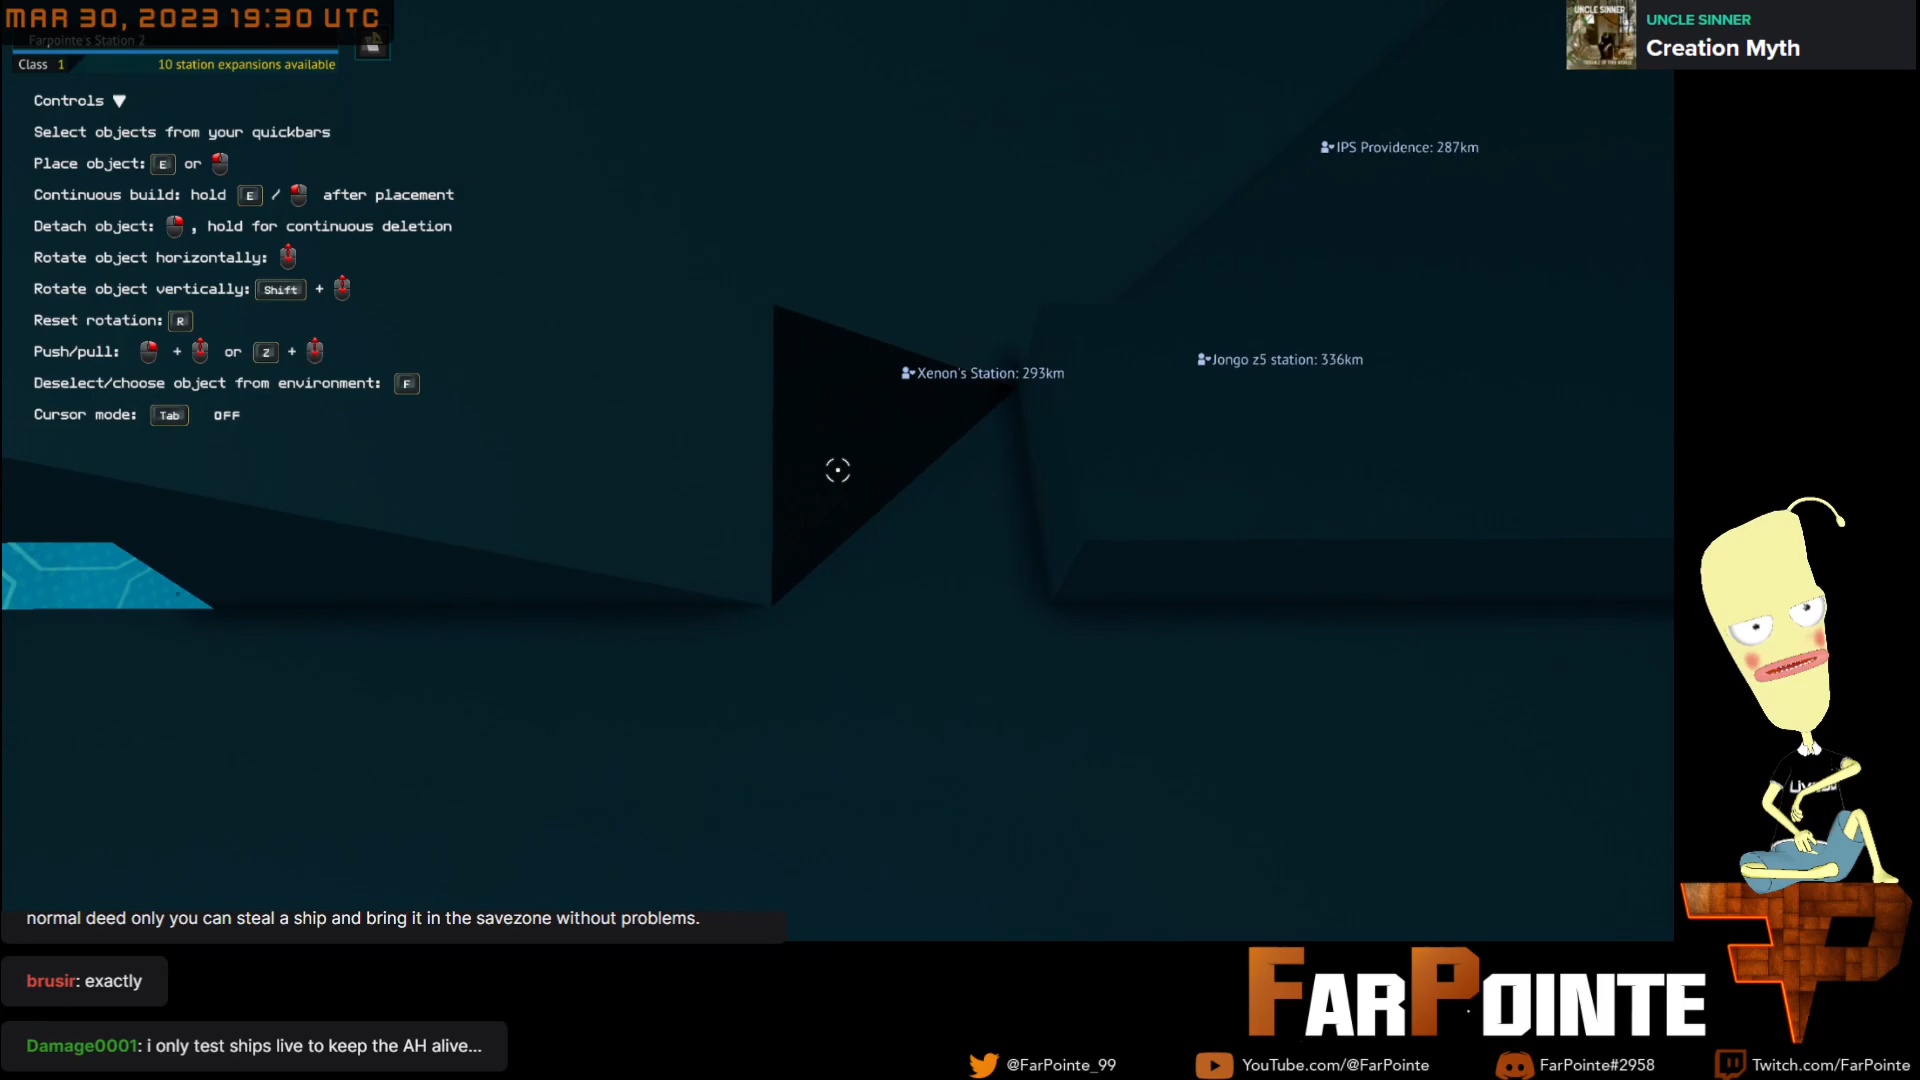 MAR 30, 2023 19:30 UTC
Farpointe's Station 2
Class 1 10 station expansions available
UNCLE SINNER
UNCLE SINNER
Creation Myth
Controls
Select objects from your quickbars
Place object: E or
Continuous build: hold E / after placement
Detach object: , hold for continuous deletion
Rotate object horizontally:
Rotate object vertically: Shift +
Reset rotation: R
Push/pull: + or Z +
Deselect/choose object from environment: F
Cursor mode: Tab OFF
IPS Providence: 287km
Jongo z5 station: 336km
Xenon's Station: 293km
normal deed only you can steal a ship and bring it in the savezone without problems.
brusir: exactly
Damage0001: i only test ships live to keep the AH alive...
FARPOINTE
FP
@FarPointe_99
YouTube.com/@FarPointe
FarPointe#2958
Twitch.com/FarPointe